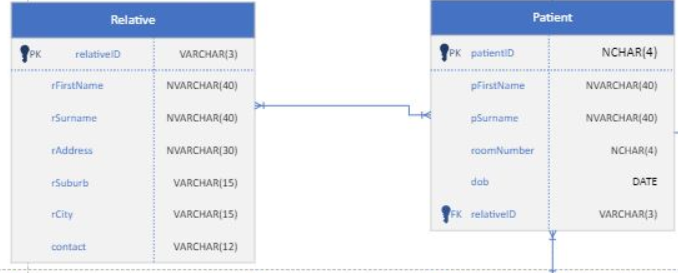 Relative
PK relativeID VARCHAR(3)
rFirstName NVARCHAR(40)
rSurname NVARCHAR(40)
rAddress NVARCHAR(30)
rSuburb VARCHAR(15)
rCity VARCHAR(15)
contact VARCHAR(12)
Patient
PK patientID NCHAR(4)
pFirstName NVARCHAR(40)
pSurname NVARCHAR(40)
roomNumber NCHAR(4)
dob DATE
FK relativeID VARCHAR(3)